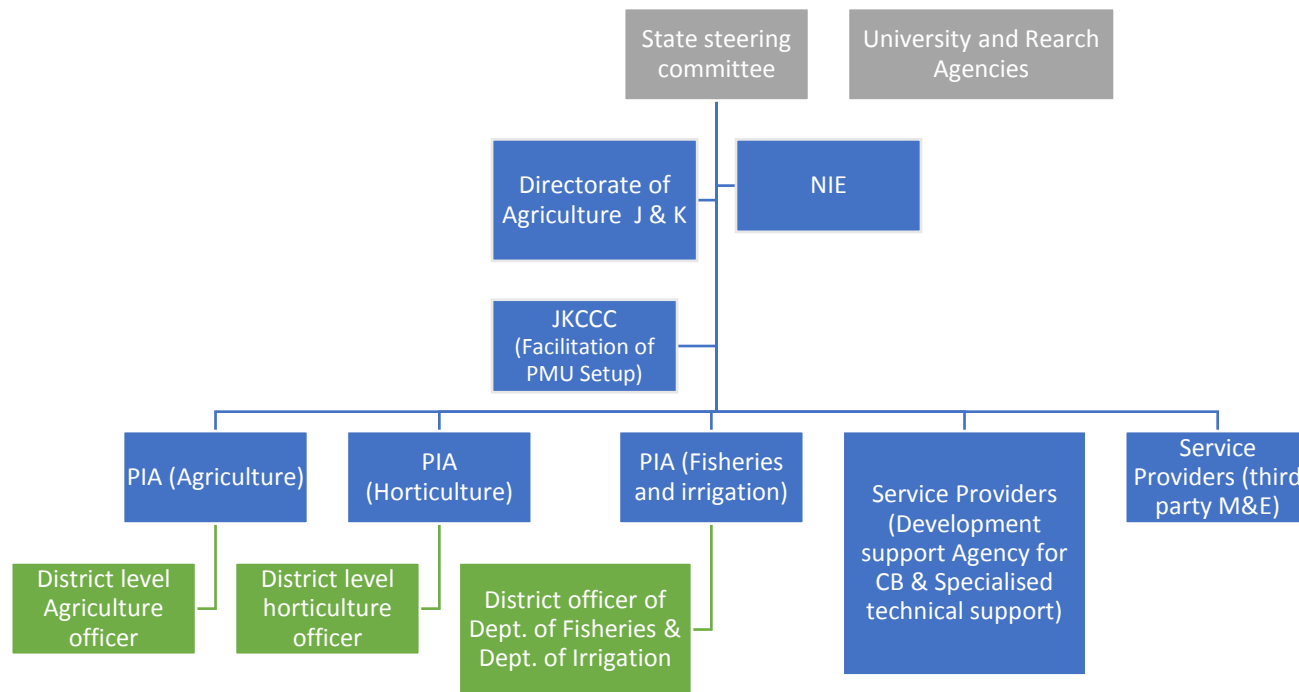 State steering
committee
University and Rearch
Agencies
Directorate of
Agriculture  J & K
NIE
JKCCC
(Facilitation of
PMU Setup)
PIA (Agriculture)
PIA
(Horticulture)
PIA (Fisheries
and irrigation)
Service Providers
(Development
support Agency for
CB & Specialised
technical support)
Service
Providers (third
party M&E)
District level
Agriculture
officer
District level
horticulture
officer
District officer of
Dept. of Fisheries &
Dept. of Irrigation